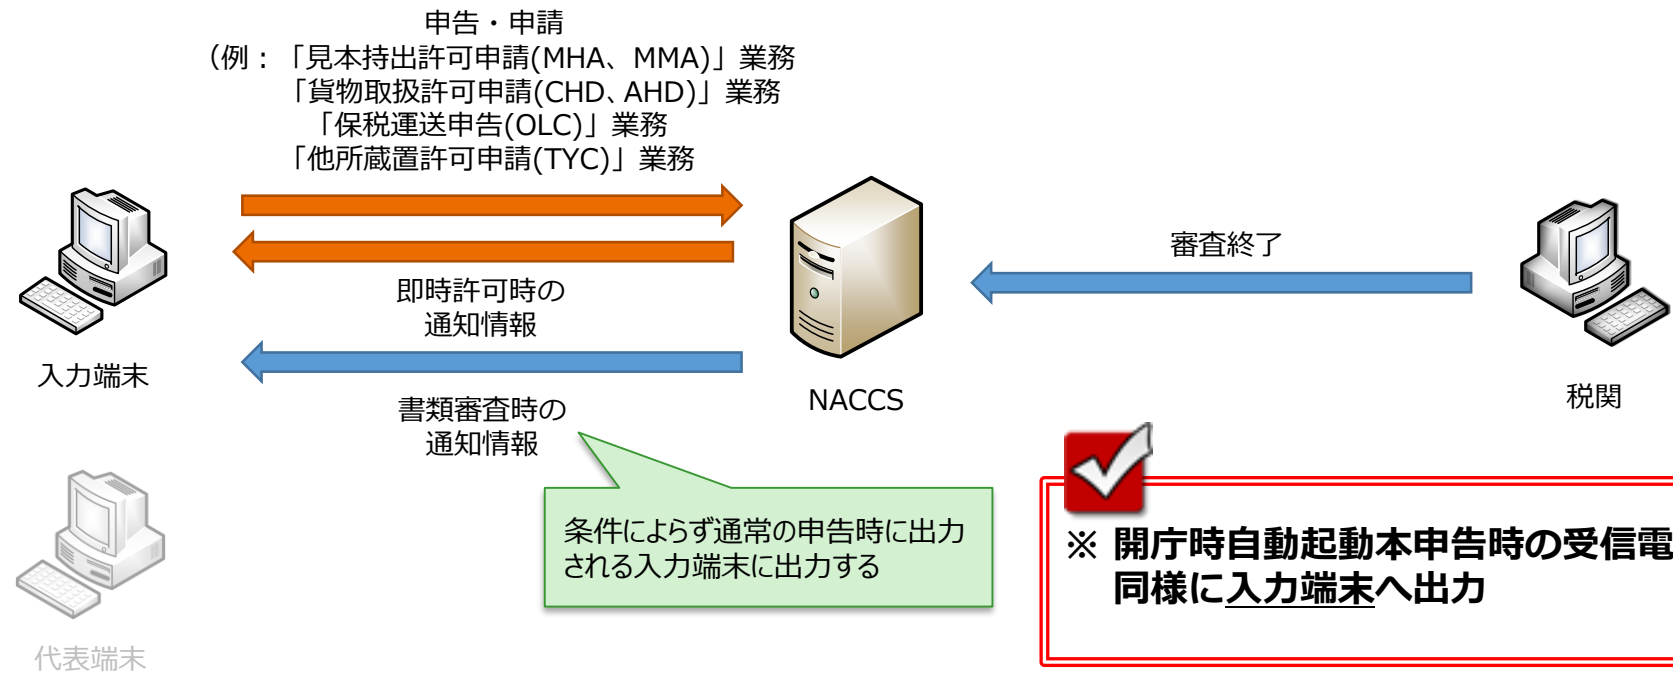 申告・申請
（例：「見本持出許可申請(MHA、MMA)」業務
「貨物取扱許可申請(CHD、AHD)」業務
「保税運送申告(OLC)」業務
「他所蔵置許可申請(TYC)」業務
審査終了
即時許可時の
通知情報
入力端末
NACCS
税関
書類審査時の
通知情報
条件によらず通常の申告時に出力
される入力端末に出力する
※ 開庁時自動起動本申告時の受信電
同様に入力端末へ出力
代表端末